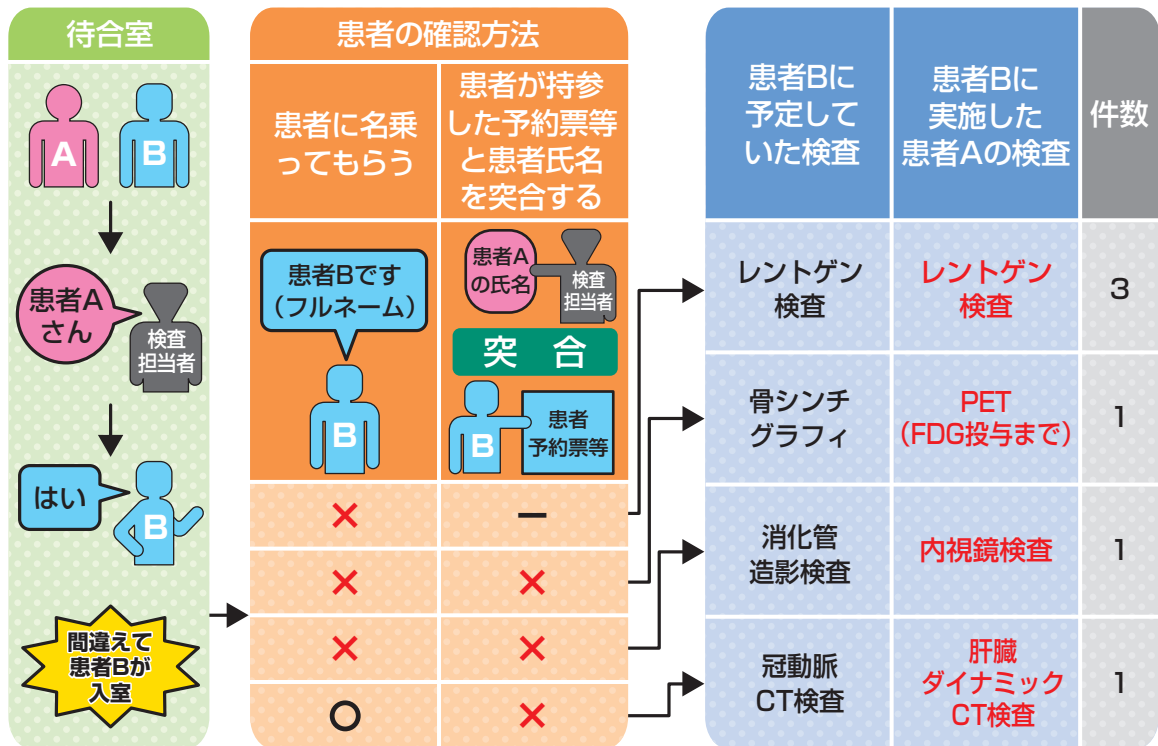 待合室
A
B
患者A
さん
検査
担当者
はい
B
間違えて
患者Bが
入室
患者の確認方法
患者に名乗
ってもらう
患者が持参
した予約票等
と患者氏名
を突合する
患者Bです
(フルネーム)
B
患者A
の氏名
検査
担当者
突 合
B
患者
予約票等
× −
× ×
× ×
○ ×
患者Bに
予定して
いた検査
患者Bに
実施した
患者Aの検査
件数
レントゲン
検査
レントゲン
検査
3
骨シンチ
グラフィ
PET
(FDG投与まで)
1
消化管
造影検査
内視鏡検査
1
冠動脈
CT検査
肝臓
ダイナミック
CT検査
1